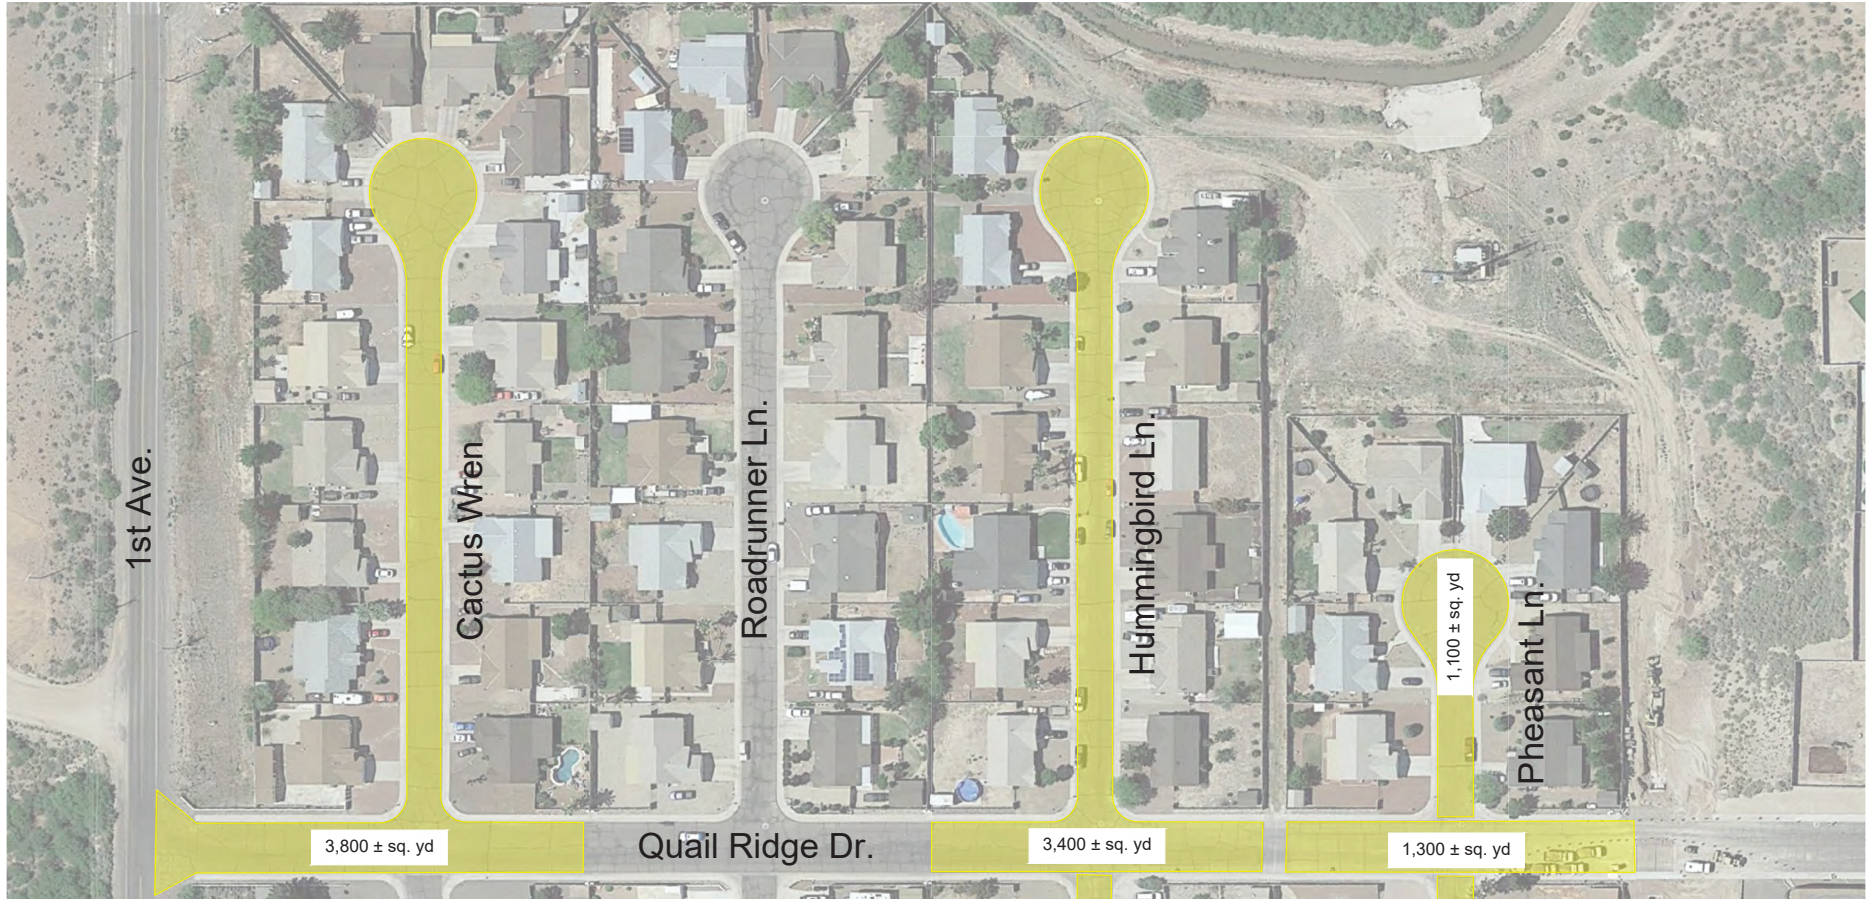 1st Ave.
Cactus Wren
Roadrunner Ln.
Hummingbird Ln.
1,100 ± sq. yd
Pheasant Ln.
3,800 ± sq. yd
Quail Ridge Dr.
3,400 ± sq. yd
1,300 ± sq. yd